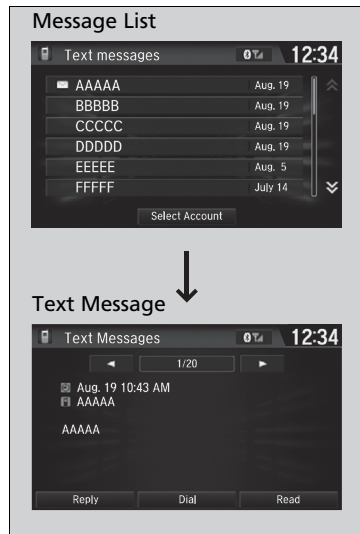 Message List
Text messages 12:34
AAAAA Aug. 19
BBBBB Aug. 19
CCCCC Aug. 19
DDDDD Aug. 19
EEEEE Aug. 5
FFFFF July 14
Select Account
Text Message
Text Messages 12:34
1/20
Aug. 19 10:43 AM
AAAAA
AAAAA
Reply Dial Read